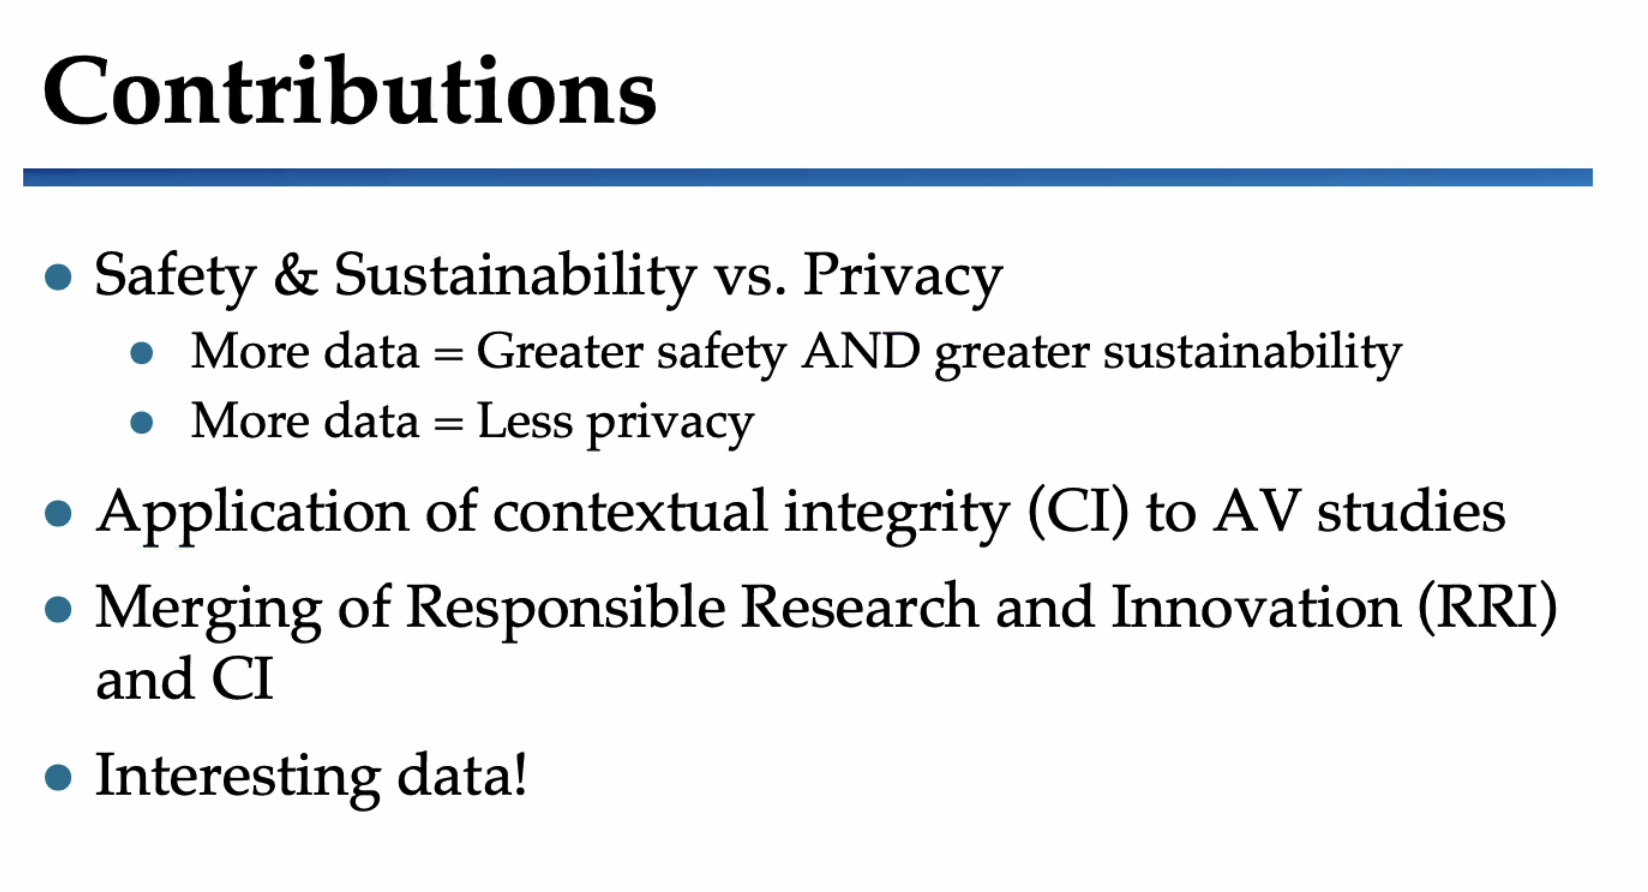 Contributions
Safety & Sustainability vs. Privacy
More data = Greater safety AND greater sustainability
More data = Less privacy
Application of contextual integrity (CI) to AV studies
Merging of Responsible Research and Innovation (RRI)
and CI
Interesting data!